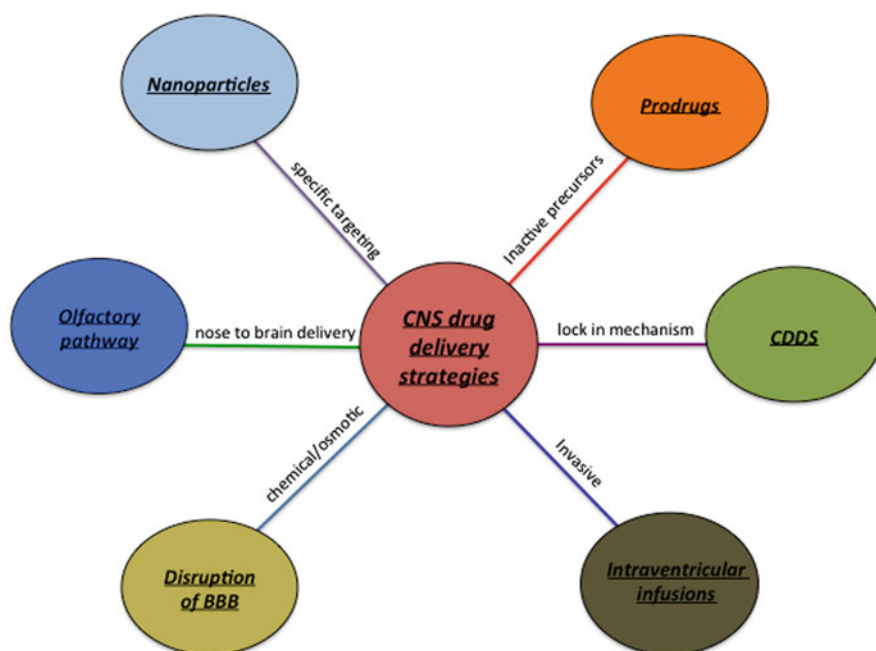 Nanoparticles
Prodrugs
specific targeting
Inactive precursors
Olfactory
pathway
nose to brain delivery
CNS drug
delivery
strategies
lock in mechanism
CDDS
chemical/osmotic
Invasive
Disruption
of BBB
Intraventricular
infusions